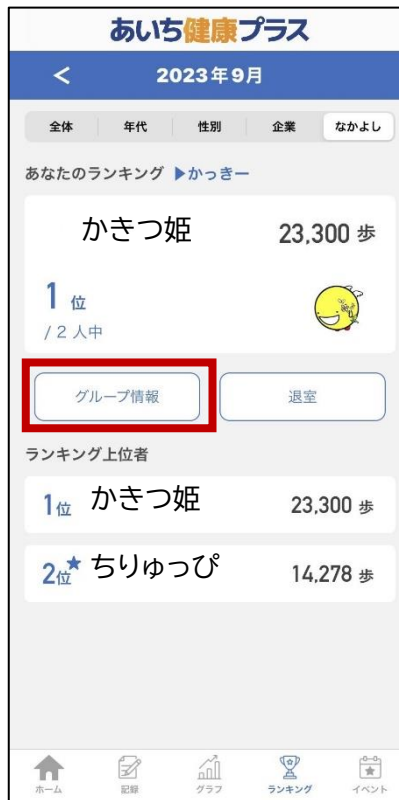 あいち健康プラス
< 2023年9月
全体 年代 性別 企業 なかよし
あなたのランキング ▶かっきー
かきつ姫 23,300 歩
1 位
/ 2 人中
グループ情報 退室
ランキング上位者
1位 かきつ姫 23,300 歩
2位★ ちりゅっぴ 14,278 歩
ホーム 記録 グラフ ランキング イベント